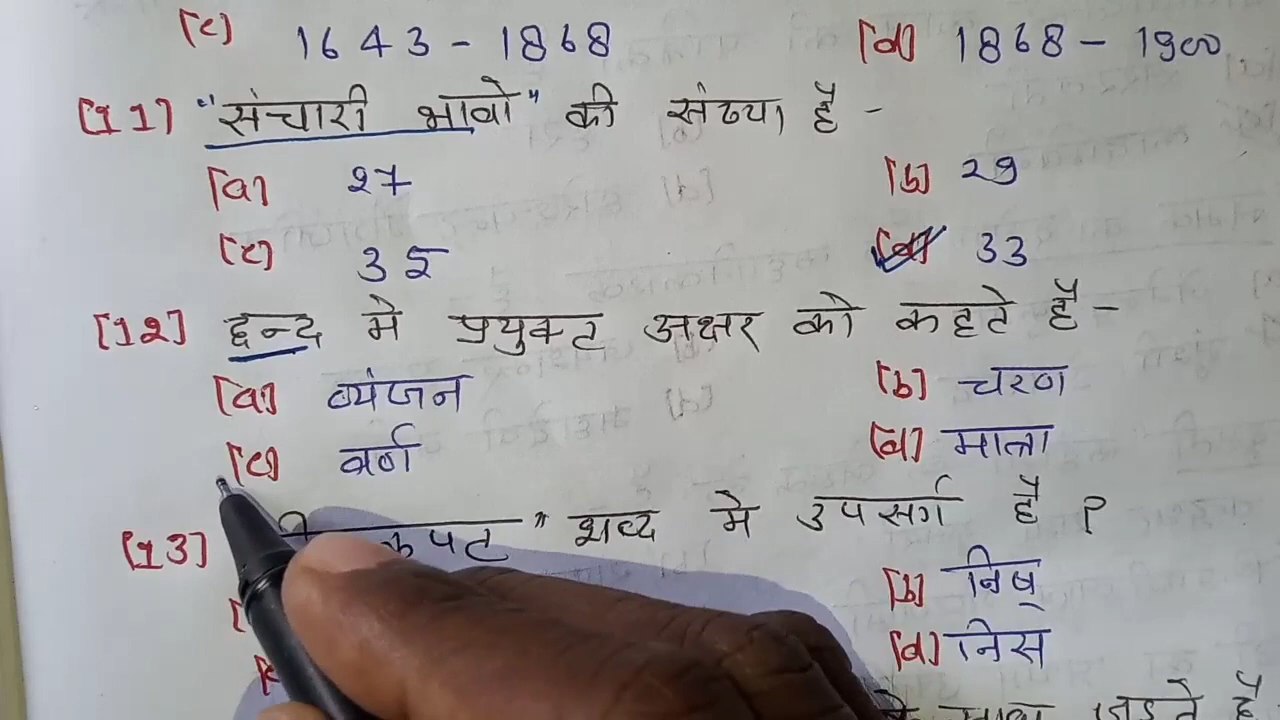 [c] 1643 - 1868 [d] 1868 - 1900
[11] "संचारी भावो" की संख्या है -
[a] 27 [b] 29
[c] 35 [d] 33
[12] छन्द मे प्रयुक्ट अक्षर को कहते है -
[a] व्यंजन [b] चरण
[c] वर्ण [d] मात्रा
[13] कपट" शब्द मे उपसर्ग है ?
[b] निष्
[d] निस
है